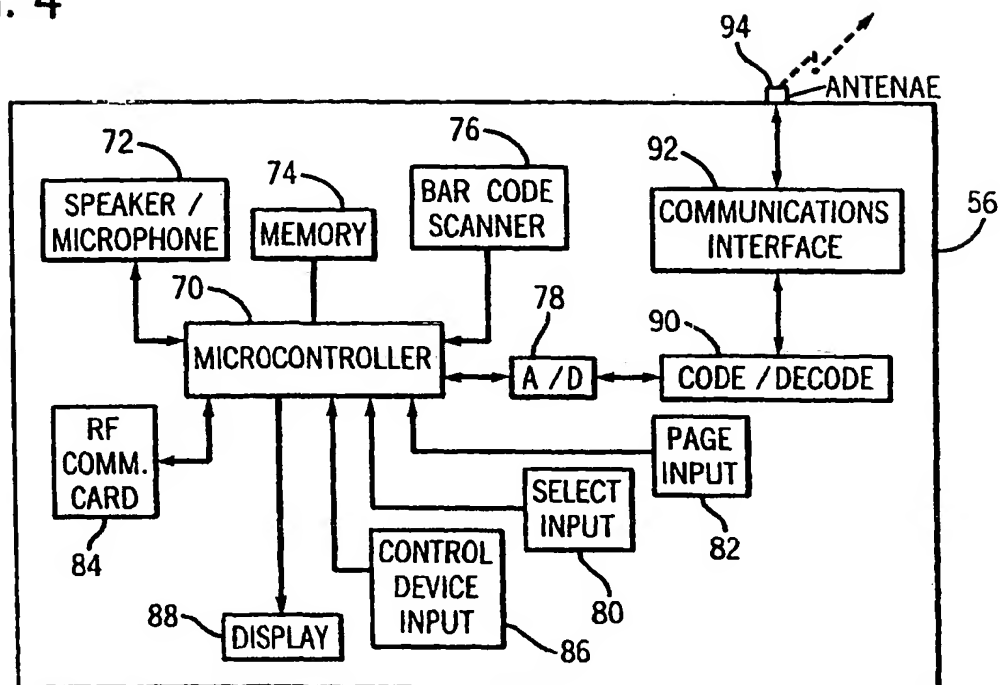 94
ANTENAE
72
76
92
74
SPEAKER /
MICROPHONE
MEMORY
BAR CODE
SCANNER
COMMUNICATIONS
INTERFACE
56
70
78
90
MICROCONTROLLER
A / D
CODE / DECODE
RF
COMM.
CARD
84
PAGE
INPUT
82
SELECT
INPUT
80
CONTROL
DEVICE
INPUT
86
88
DISPLAY